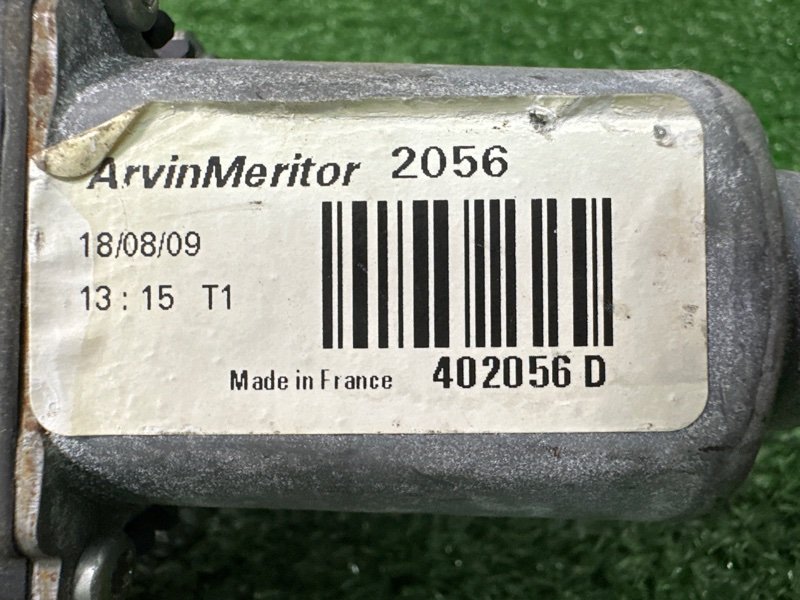 ArvinMeritor 2056
18/08/09
13 : 15 T1
Made in France 402056 D